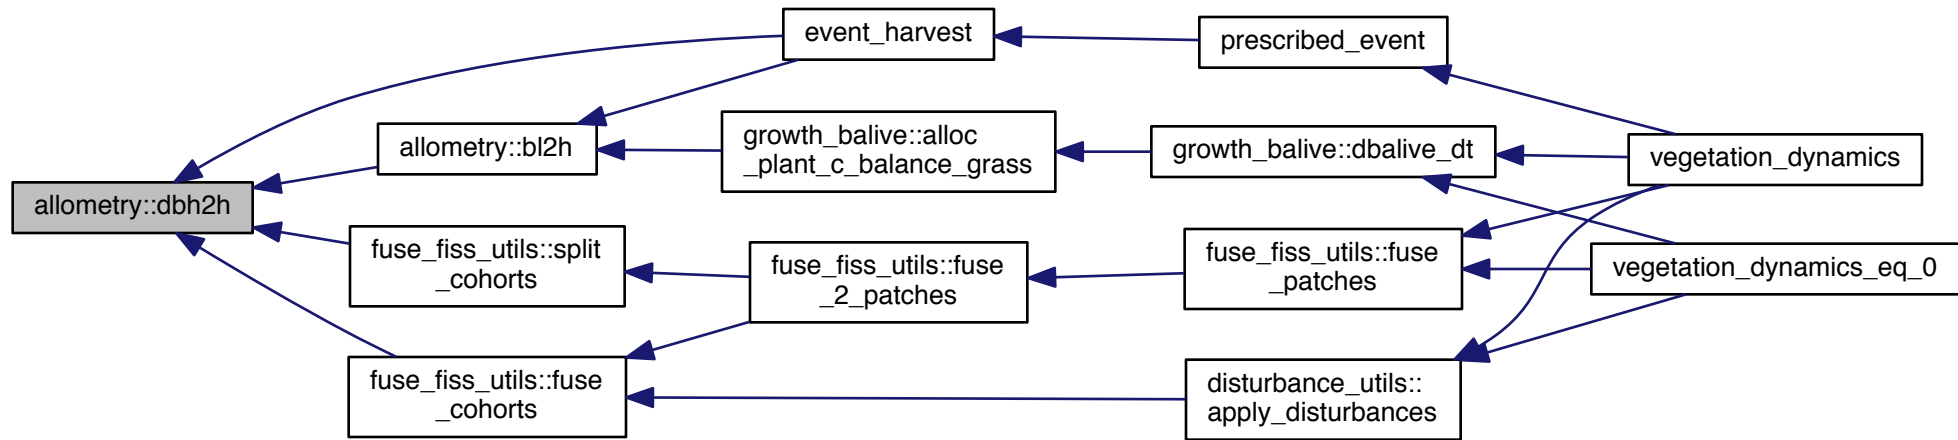 event_harvest
prescribed_event
allometry::bl2h
growth_balive::alloc
_plant_c_balance_grass
growth_balive::dbalive_dt
vegetation_dynamics
allometry::dbh2h
fuse_fiss_utils::split
_cohorts
fuse_fiss_utils::fuse
_2_patches
fuse_fiss_utils::fuse
_patches
vegetation_dynamics_eq_0
fuse_fiss_utils::fuse
_cohorts
disturbance_utils::
apply_disturbances